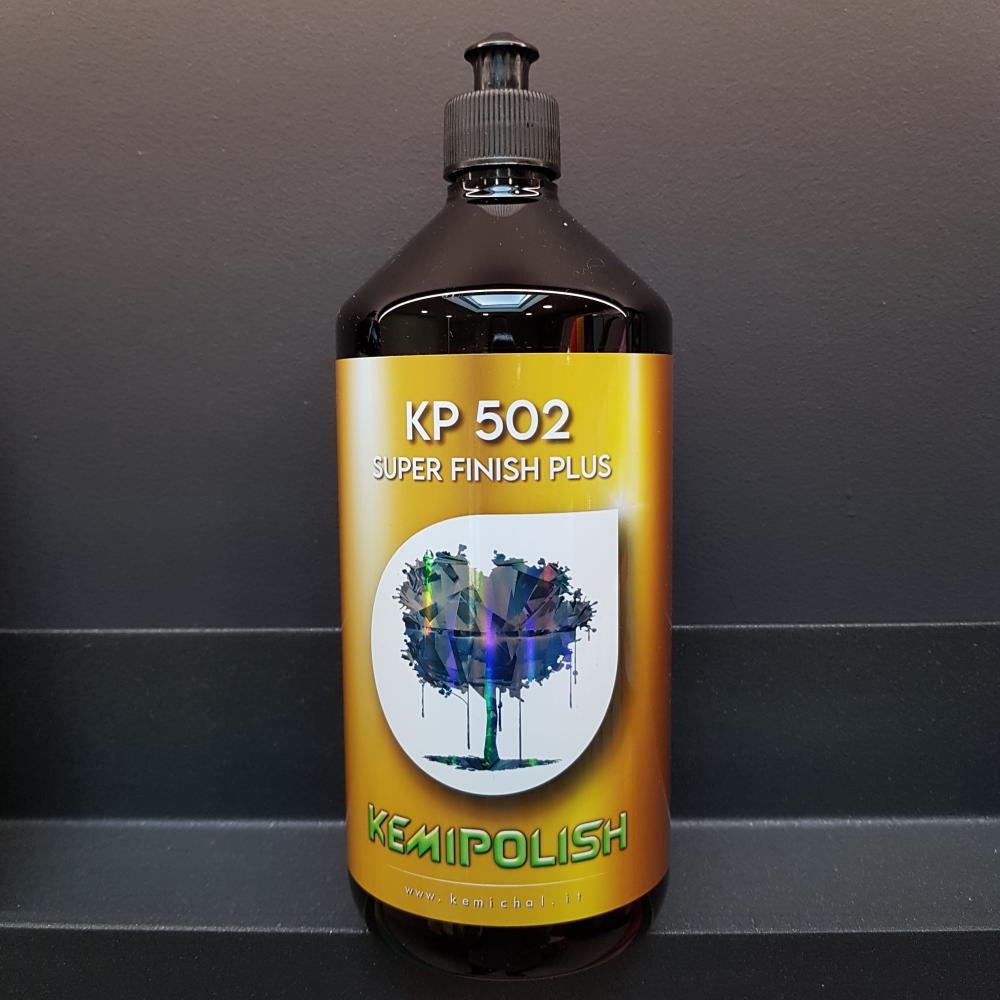 KP 502
SUPER FINISH PLUS
KEMIPOLISH
www.kemichal.it